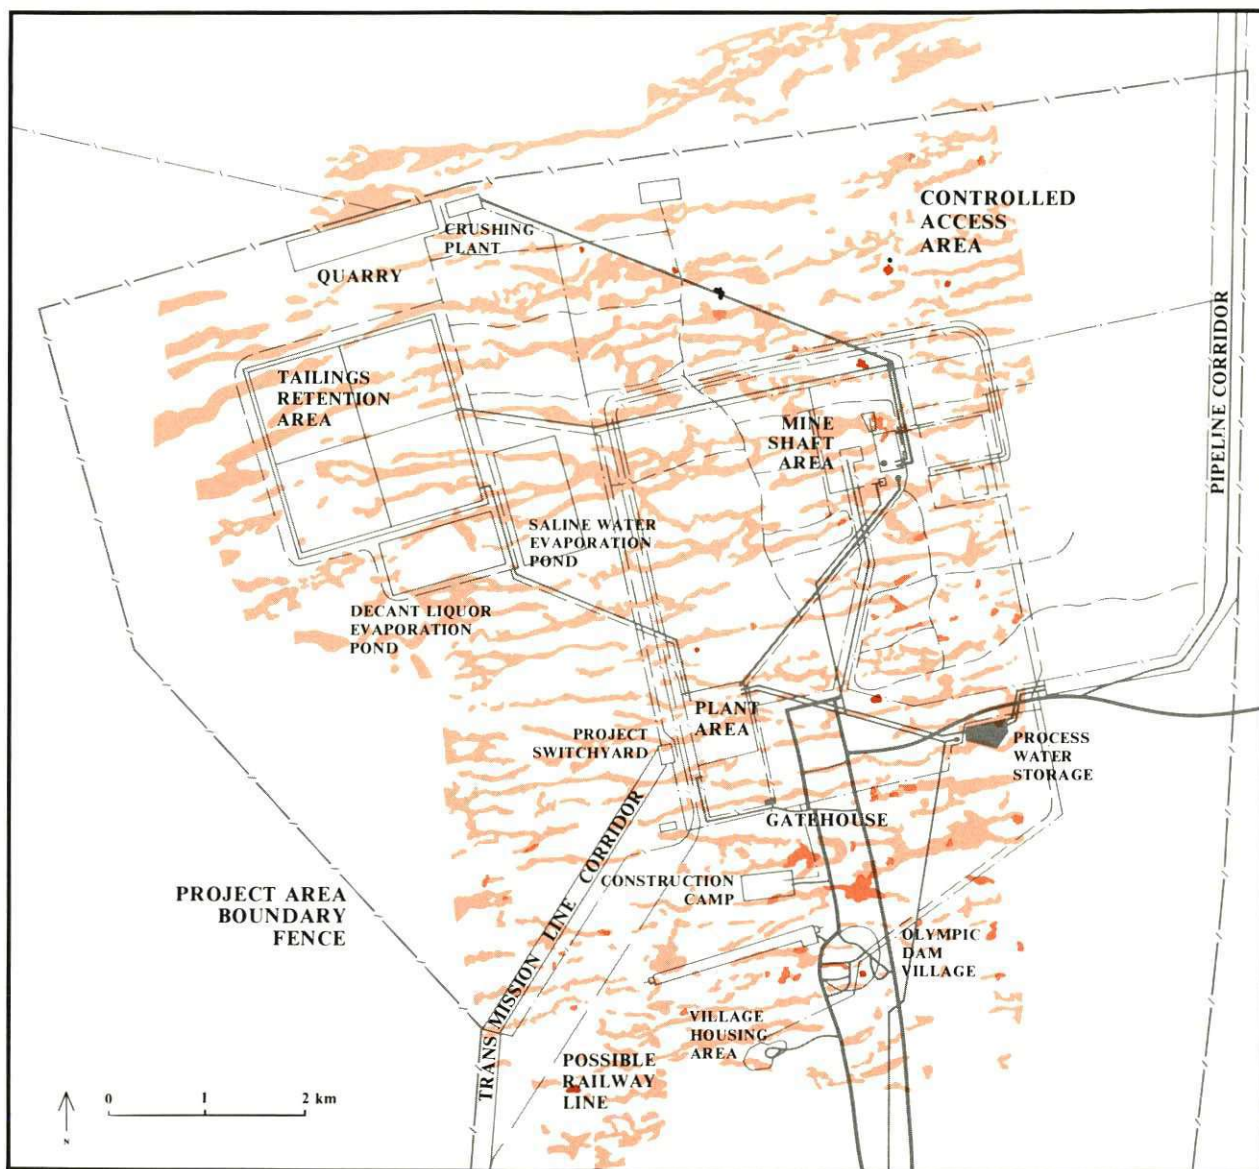 CONTROLLED
ACCESS
AREA
CRUSHING
PLANT
QUARRY
PIPELINE CORRIDOR
TAILINGS
RETENTION
AREA
MINE
SHAFT
AREA
SALINE WATER
EVAPORATION
POND
DECANT LIQUOR
EVAPORATION
POND
PLANT
AREA
PROJECT
SWITCHYARD
PROCESS
WATER
STORAGE
GATEHOUSE
TRANSMISSION LINE CORRIDOR
CONSTRUCTION
CAMP
PROJECT AREA
BOUNDARY
FENCE
OLYMPIC
DAM
VILLAGE
VILLAGE
HOUSING
AREA
POSSIBLE
RAILWAY
LINE
0 1 2 km
N